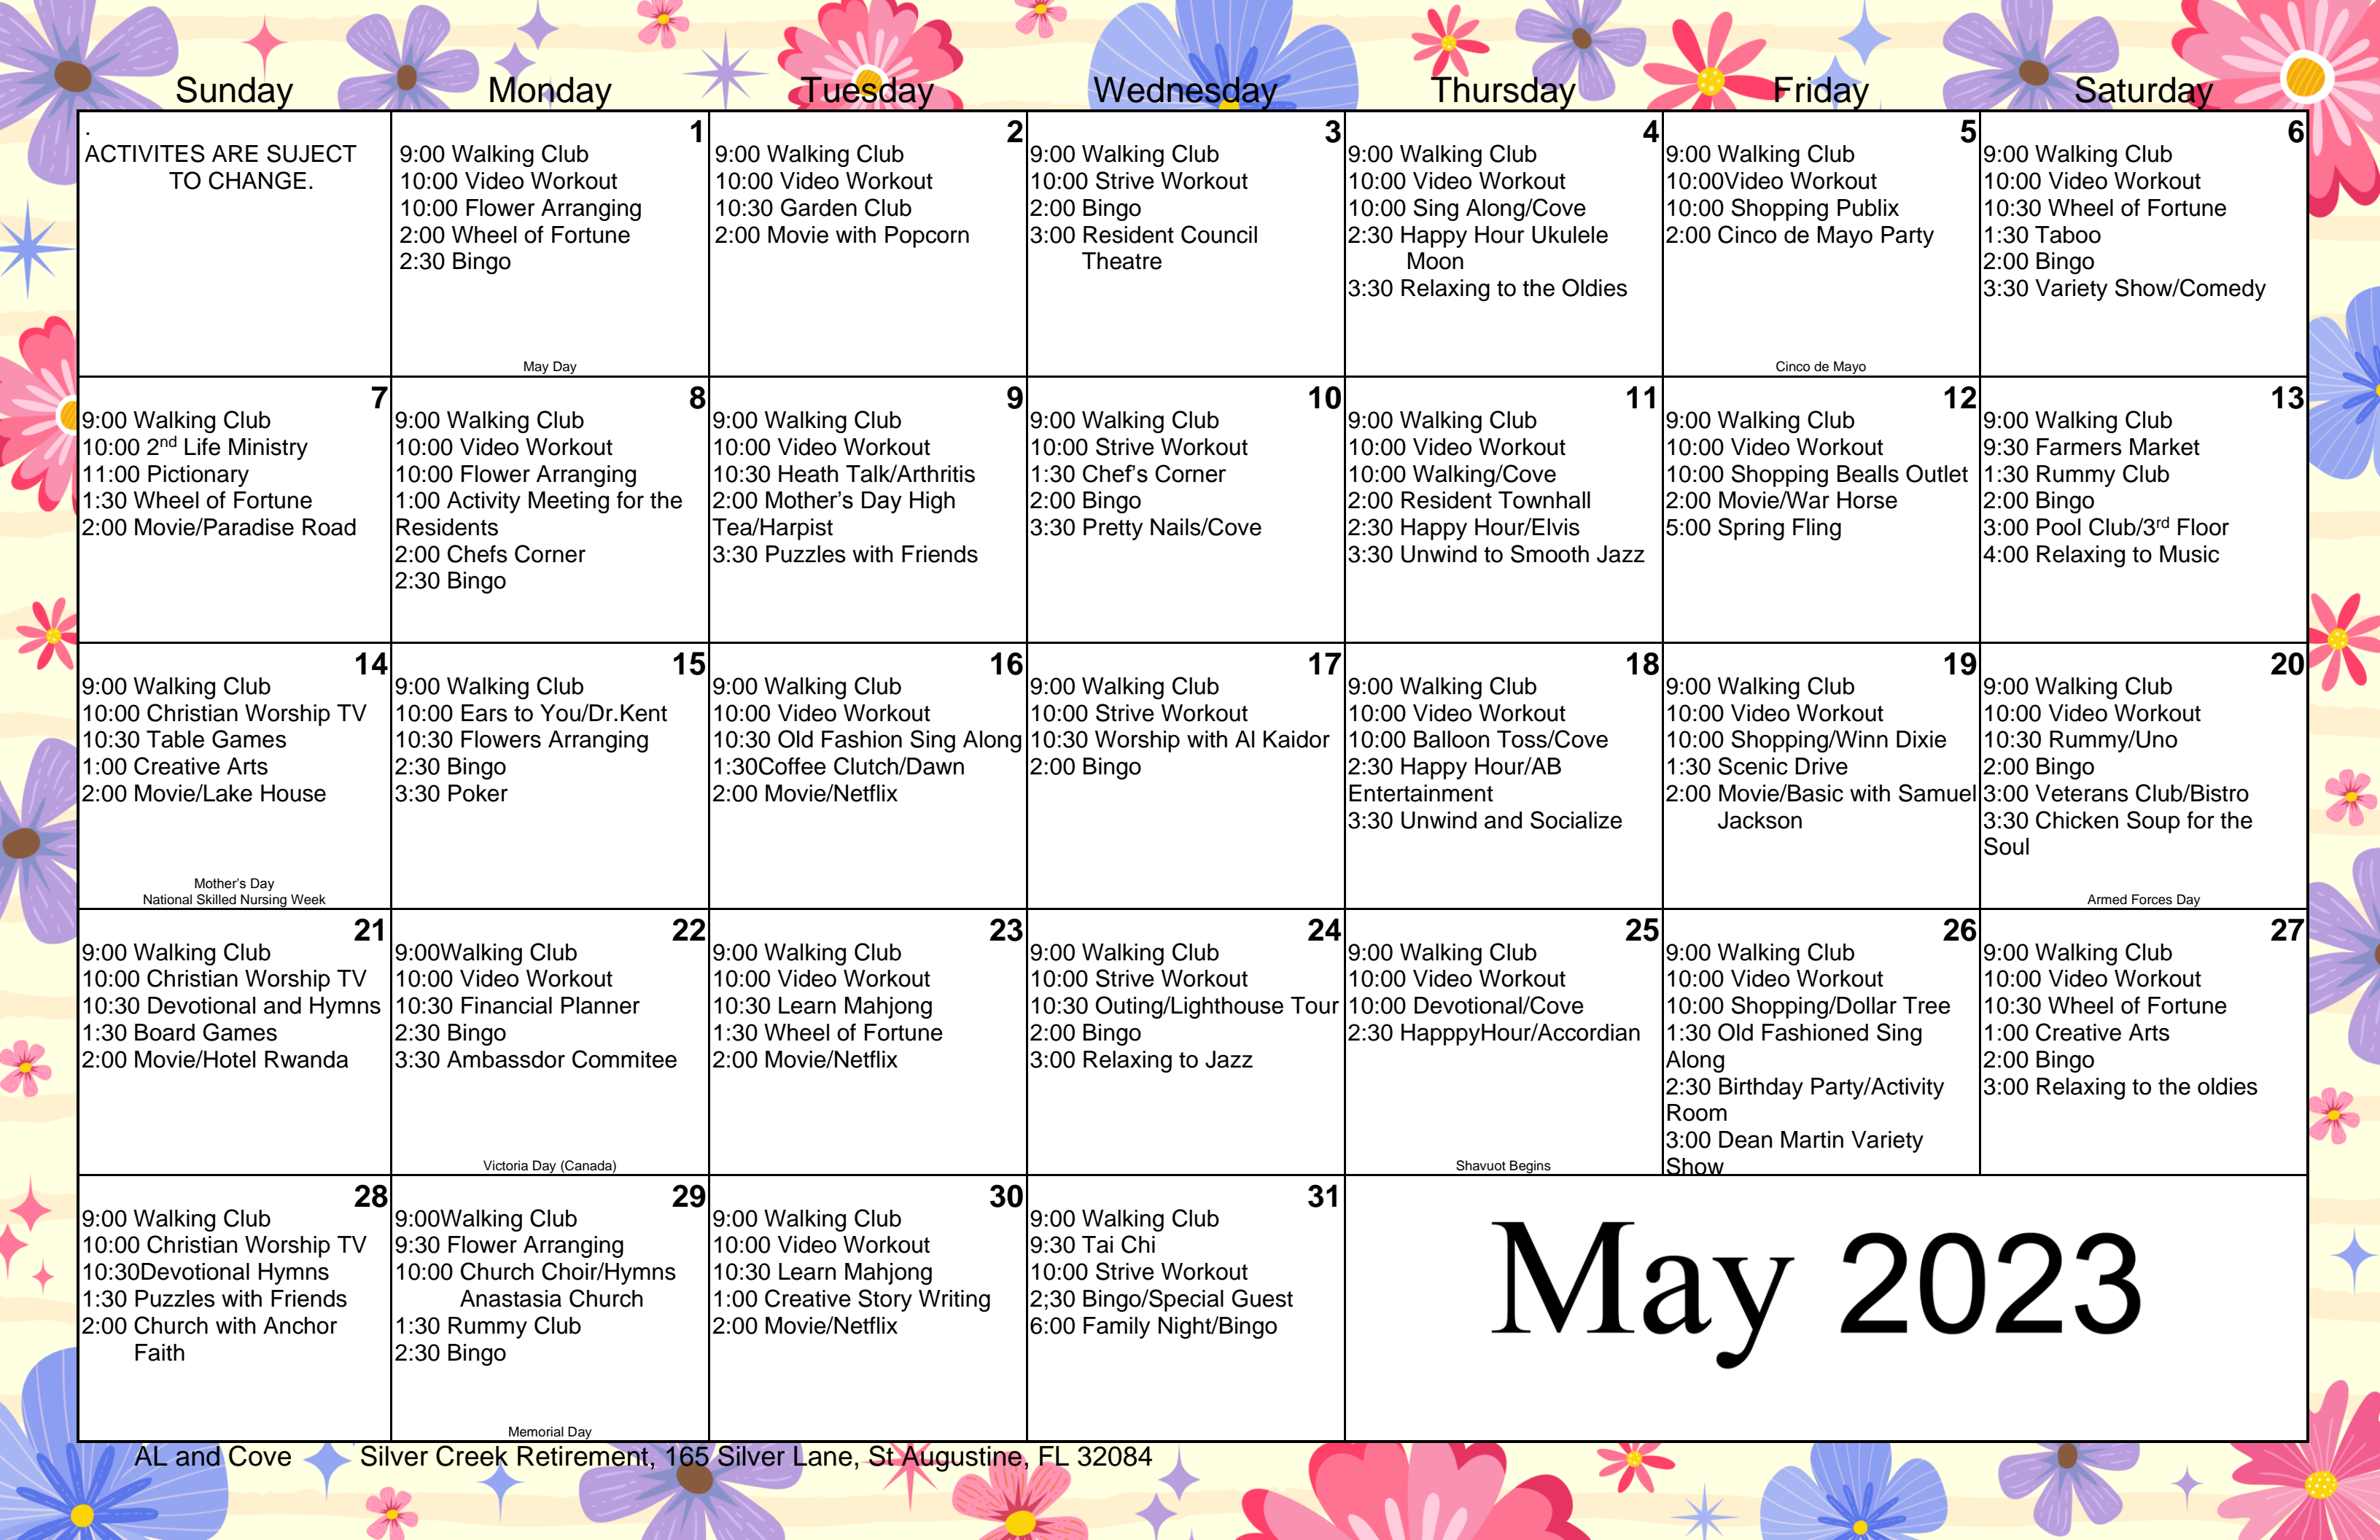 Sunday Monday Tuesday Wednesday Thursday Friday Saturday
.
ACTIVITES ARE SUJECT
TO CHANGE.
1
9:00 Walking Club
10:00 Video Workout
10:00 Flower Arranging
2:00 Wheel of Fortune
2:30 Bingo
May Day
2
9:00 Walking Club
10:00 Video Workout
10:30 Garden Club
2:00 Movie with Popcorn
3
9:00 Walking Club
10:00 Strive Workout
2:00 Bingo
3:00 Resident Council
Theatre
4
9:00 Walking Club
10:00 Video Workout
10:00 Sing Along/Cove
2:30 Happy Hour Ukulele
Moon
3:30 Relaxing to the Oldies
5
9:00 Walking Club
10:00Video Workout
10:00 Shopping Publix
2:00 Cinco de Mayo Party
Cinco de Mayo
6
9:00 Walking Club
10:00 Video Workout
10:30 Wheel of Fortune
1:30 Taboo
2:00 Bingo
3:30 Variety Show/Comedy
7
9:00 Walking Club
10:00 2nd Life Ministry
11:00 Pictionary
1:30 Wheel of Fortune
2:00 Movie/Paradise Road
8
9:00 Walking Club
10:00 Video Workout
10:00 Flower Arranging
1:00 Activity Meeting for the
Residents
2:00 Chefs Corner
2:30 Bingo
9
9:00 Walking Club
10:00 Video Workout
10:30 Heath Talk/Arthritis
2:00 Mother's Day High
Tea/Harpist
3:30 Puzzles with Friends
10
9:00 Walking Club
10:00 Strive Workout
1:30 Chef's Corner
2:00 Bingo
3:30 Pretty Nails/Cove
11
9:00 Walking Club
10:00 Video Workout
10:00 Walking/Cove
2:00 Resident Townhall
2:30 Happy Hour/Elvis
3:30 Unwind to Smooth Jazz
12
9:00 Walking Club
10:00 Video Workout
10:00 Shopping Bealls Outlet
2:00 Movie/War Horse
5:00 Spring Fling
13
9:00 Walking Club
9:30 Farmers Market
1:30 Rummy Club
2:00 Bingo
3:00 Pool Club/3rd Floor
4:00 Relaxing to Music
14
9:00 Walking Club
10:00 Christian Worship TV
10:30 Table Games
1:00 Creative Arts
2:00 Movie/Lake House
Mother's Day
National Skilled Nursing Week
15
9:00 Walking Club
10:00 Ears to You/Dr.Kent
10:30 Flowers Arranging
2:30 Bingo
3:30 Poker
16
9:00 Walking Club
10:00 Video Workout
10:30 Old Fashion Sing Along
1:30Coffee Clutch/Dawn
2:00 Movie/Netflix
17
9:00 Walking Club
10:00 Strive Workout
10:30 Worship with Al Kaidor
2:00 Bingo
18
9:00 Walking Club
10:00 Video Workout
10:00 Balloon Toss/Cove
2:30 Happy Hour/AB
Entertainment
3:30 Unwind and Socialize
19
9:00 Walking Club
10:00 Video Workout
10:00 Shopping/Winn Dixie
1:30 Scenic Drive
2:00 Movie/Basic with Samuel
Jackson
20
9:00 Walking Club
10:00 Video Workout
10:30 Rummy/Uno
2:00 Bingo
3:00 Veterans Club/Bistro
3:30 Chicken Soup for the
Soul
Armed Forces Day
21
9:00 Walking Club
10:00 Christian Worship TV
10:30 Devotional and Hymns
1:30 Board Games
2:00 Movie/Hotel Rwanda
22
9:00Walking Club
10:00 Video Workout
10:30 Financial Planner
2:30 Bingo
3:30 Ambassdor Commitee
Victoria Day (Canada)
23
9:00 Walking Club
10:00 Video Workout
10:30 Learn Mahjong
1:30 Wheel of Fortune
2:00 Movie/Netflix
24
9:00 Walking Club
10:00 Strive Workout
10:30 Outing/Lighthouse Tour
2:00 Bingo
3:00 Relaxing to Jazz
25
9:00 Walking Club
10:00 Video Workout
10:00 Devotional/Cove
2:30 HapppyHour/Accordian
Shavuot Begins
26
9:00 Walking Club
10:00 Video Workout
10:00 Shopping/Dollar Tree
1:30 Old Fashioned Sing
Along
2:30 Birthday Party/Activity
Room
3:00 Dean Martin Variety
Show
27
9:00 Walking Club
10:00 Video Workout
10:30 Wheel of Fortune
1:00 Creative Arts
2:00 Bingo
3:00 Relaxing to the oldies
28
9:00 Walking Club
10:00 Christian Worship TV
10:30Devotional Hymns
1:30 Puzzles with Friends
2:00 Church with Anchor
Faith
29
9:00Walking Club
9:30 Flower Arranging
10:00 Church Choir/Hymns
Anastasia Church
1:30 Rummy Club
2:30 Bingo
Memorial Day
30
9:00 Walking Club
10:00 Video Workout
10:30 Learn Mahjong
1:00 Creative Story Writing
2:00 Movie/Netflix
31
9:00 Walking Club
9:30 Tai Chi
10:00 Strive Workout
2;30 Bingo/Special Guest
6:00 Family Night/Bingo
May 2023
AL and Cove Silver Creek Retirement, 165 Silver Lane, St Augustine, FL 32084